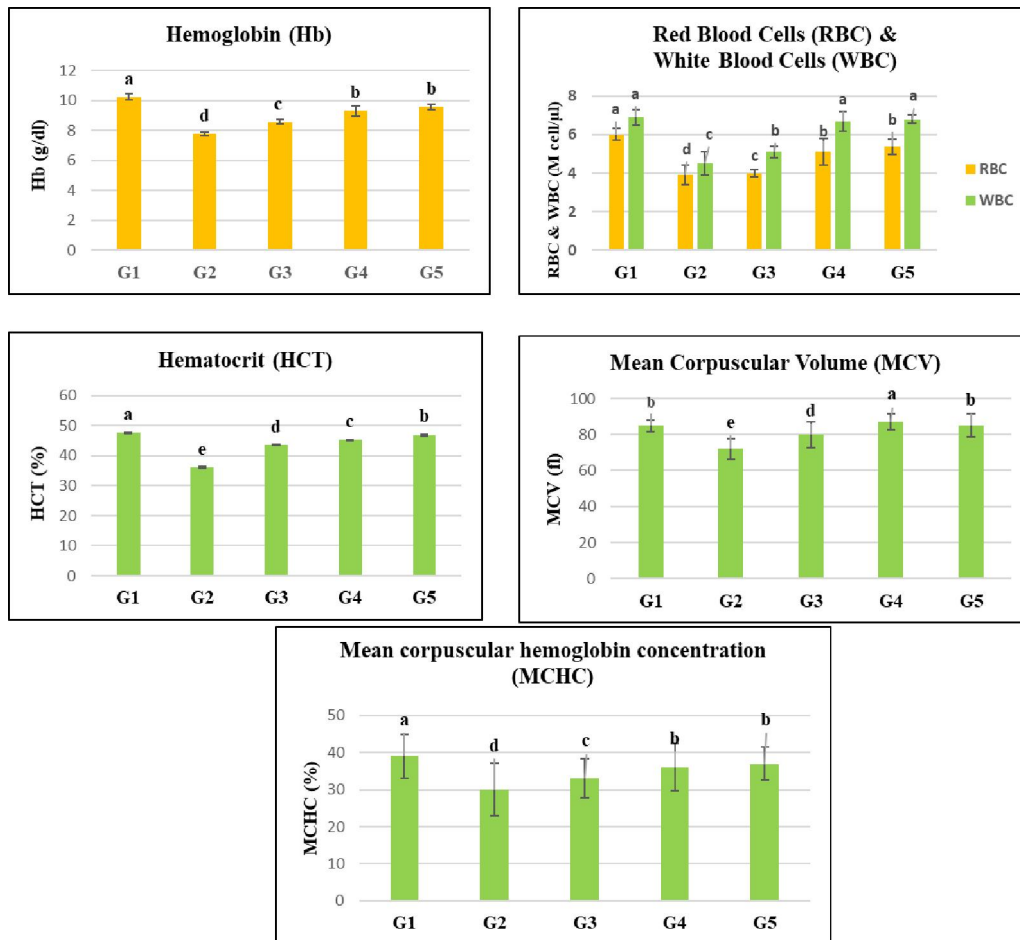 Hemoglobin (Hb)
Hb (g/dl)
12
10
8
6
4
2
0
a
d
c
b
b
G1 G2 G3 G4 G5
Red Blood Cells (RBC) &
White Blood Cells (WBC)
RBC & WBC (M cell/µl)
8
6
4
2
0
a a
d c
c b
b a
b a
G1 G2 G3 G4 G5
RBC
WBC
Hematocrit (HCT)
HCT (%)
60
50
40
30
20
10
0
a
e
d
c
b
G1 G2 G3 G4 G5
Mean Corpuscular Volume (MCV)
MCV (fl)
100
80
60
40
20
0
b
e
d
a
b
G1 G2 G3 G4 G5
Mean corpuscular hemoglobin concentration
(MCHC)
MCHC (%)
50
40
30
20
10
0
a
d
c
b
b
G1 G2 G3 G4 G5